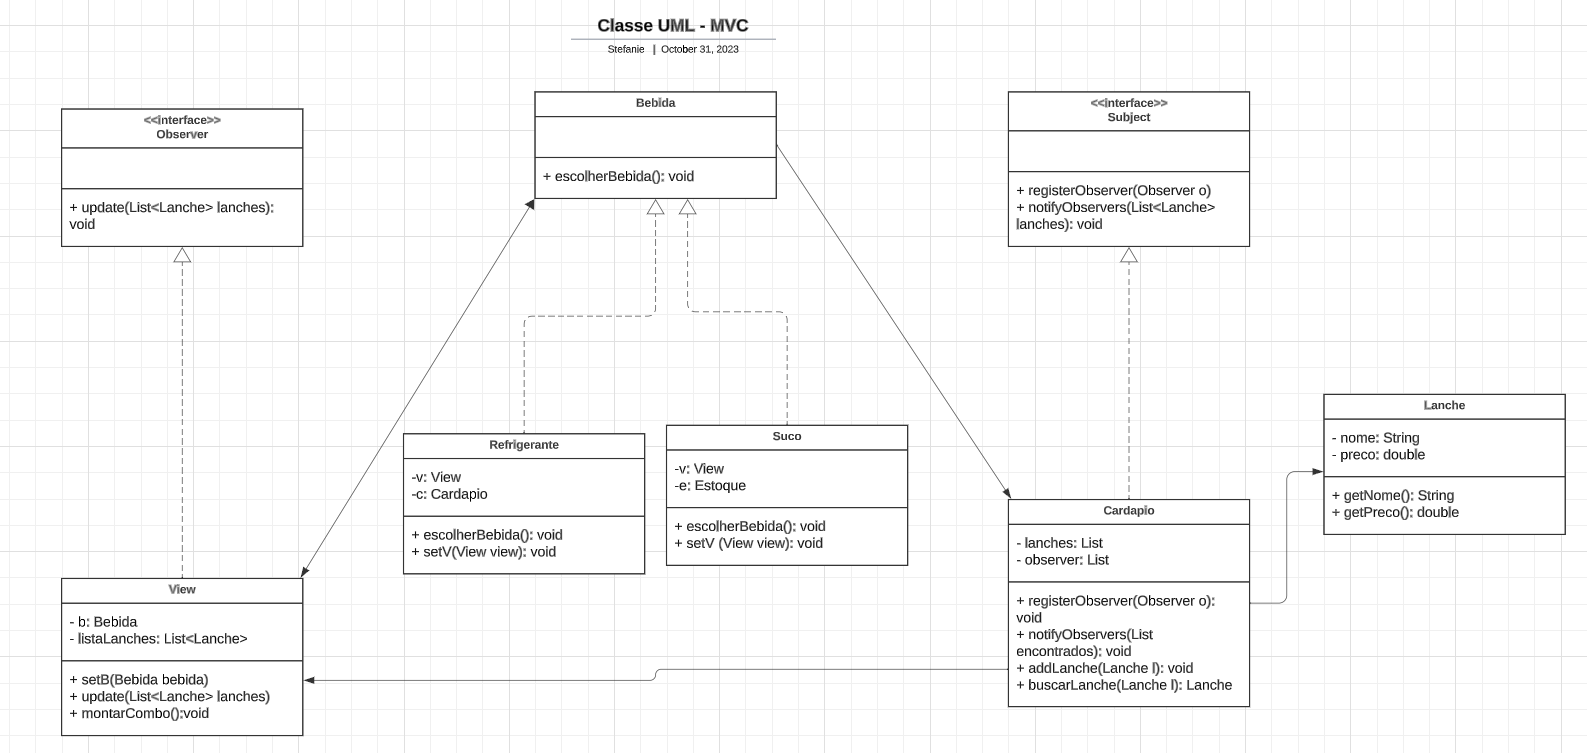 Classe UML - MVC
Stefanie | October 31, 2023
<<interface>>
Observer
+ update(List<Lanche> lanches):
void
Bebida
+ escolherBebida(): void
<<interface>>
Subject
+ registerObserver(Observer o)
+ notifyObservers(List<Lanche>
lanches): void
Refrigerante
-v: View
-c: Cardapio
+ escolherBebida(): void
+ setV(View view): void
Suco
-v: View
-e: Estoque
+ escolherBebida(): void
+ setV (View view): void
Lanche
- nome: String
- preco: double
+ getNome(): String
+ getPreco(): double
View
- b: Bebida
- listaLanches: List<Lanche>
+ setB(Bebida bebida)
+ update(List<Lanche> lanches)
+ montarCombo():void
Cardapio
- lanches: List
- observer: List
+ registerObserver(Observer o):
void
+ notifyObservers(List
encontrados): void
+ addLanche(Lanche l): void
+ buscarLanche(Lanche l): Lanche